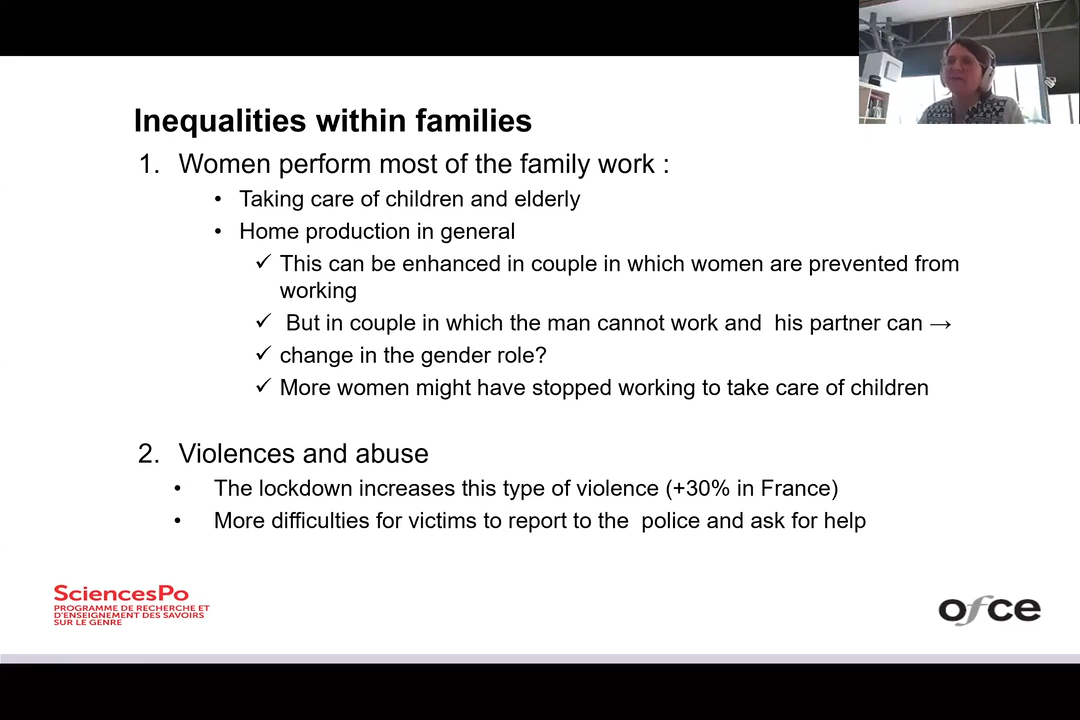 Inequalities within families
1. Women perform most of the family work :
• Taking care of children and elderly
• Home production in general
✓ This can be enhanced in couple in which women are prevented from
working
✓ But in couple in which the man cannot work and his partner can →
✓ change in the gender role?
✓ More women might have stopped working to take care of children
2. Violences and abuse
• The lockdown increases this type of violence (+30% in France)
• More difficulties for victims to report to the police and ask for help
SciencesPo
PROGRAMME DE RECHERCHE ET
D'ENSEIGNEMENT DES SAVOIRS
SUR LE GENRE
ofce